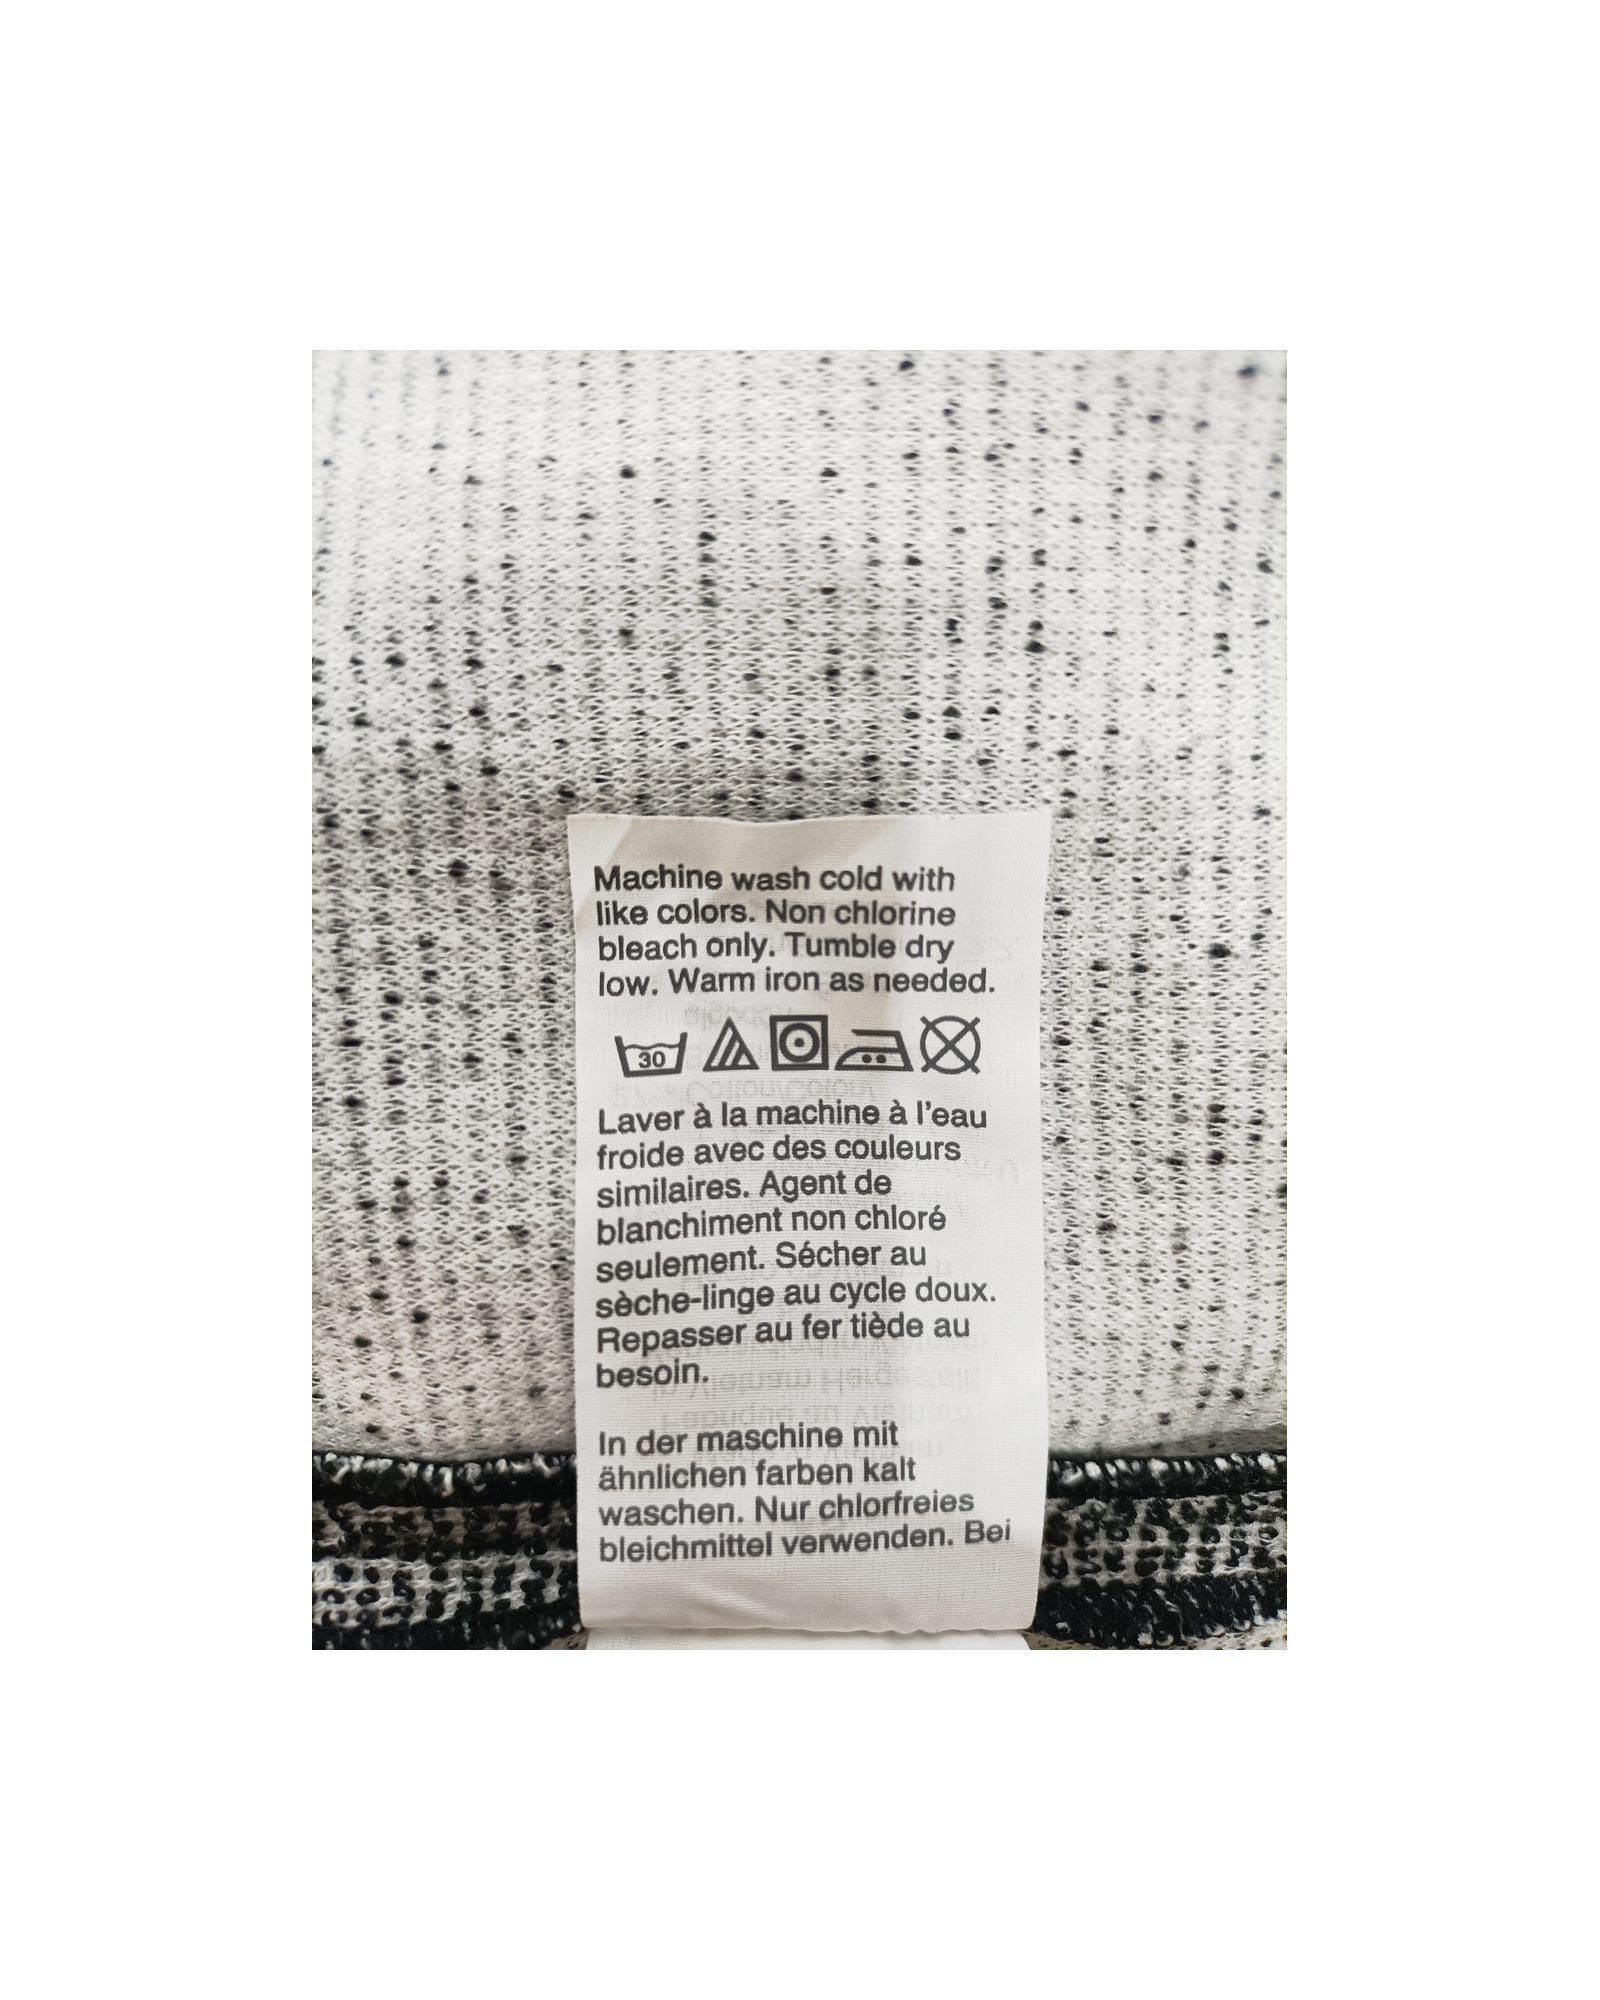 Machine wash cold with
like colors. Non chlorine
bleach only. Tumble dry
low. Warm iron as needed.
30
Laver à la machine à l'eau
froide avec des couleurs
similaires. Agent de
blanchiment non chloré
seulement. Sécher au
sèche-linge au cycle doux.
Repasser au fer tiède au
besoin.
In der maschine mit
ähnlichen farben kalt
waschen. Nur chlorfreies
bleichmittel verwenden. Bei